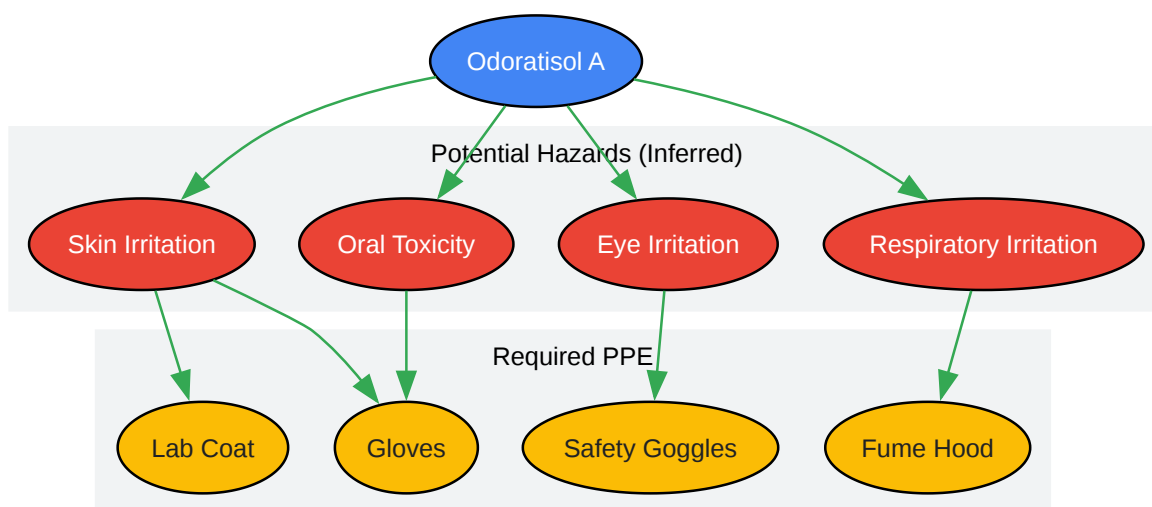 Odoratisol A
Potential Hazards (Inferred)
Skin Irritation
Oral Toxicity
Eye Irritation
Respiratory Irritation
Required PPE
Lab Coat
Gloves
Safety Goggles
Fume Hood